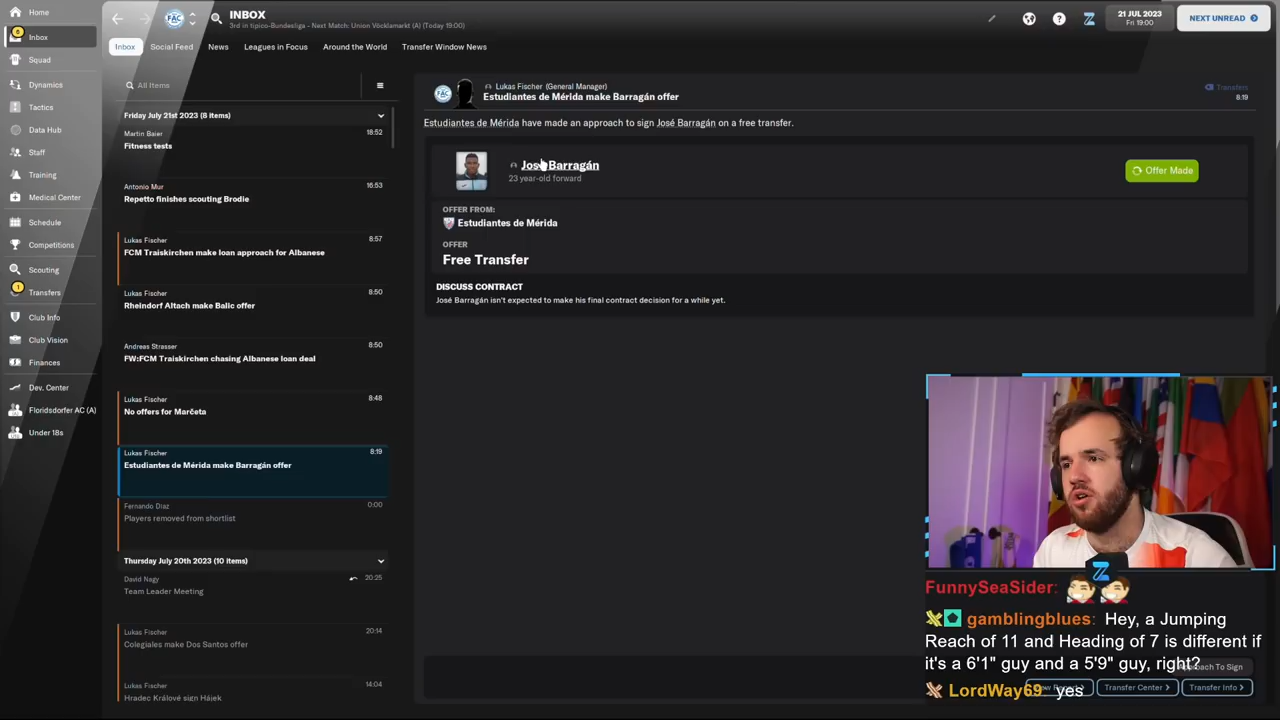 Home
Inbox
6
Squad
Dynamics
Tactics
Data Hub
Staff
Training
Medical Center
Schedule
Competitions
Scouting
1
Transfers
Club Info
Club Vision
Finances
Dev. Center
Floridsdorfer AC (A)
Under 18s
FAC
INBOX
3rd in tipico-Bundesliga - Next Match: Union Vöcklamarkt (A) (Today 19:00)
21 JUL 2023
Fri 19:00
NEXT UNREAD
Inbox
Social Feed
News
Leagues in Focus
Around the World
Transfer Window News
All Items
Friday July 21st 2023 (8 items)
Martin Baier 18:52
Fitness tests
Antonio Mur 16:53
Repetto finishes scouting Brodie
Lukas Fischer 8:57
FCM Traiskirchen make loan approach for Albanese
Lukas Fischer 8:50
Rheindorf Altach make Balic offer
Andreas Strasser 8:50
FW:FCM Traiskirchen chasing Albanese loan deal
Lukas Fischer 8:48
No offers for Marčeta
Lukas Fischer 8:19
Estudiantes de Mérida make Barragán offer
Fernando Díaz 0:00
Players removed from shortlist
Thursday July 20th 2023 (10 items)
David Nagy 20:25
Team Leader Meeting
Lukas Fischer 20:14
Colegiales make Dos Santos offer
Lukas Fischer 14:04
Hradec Králové sign Hájek
FAC
Lukas Fischer (General Manager)
Estudiantes de Mérida make Barragán offer
Transfers
8:19
Estudiantes de Mérida have made an approach to sign José Barragán on a free transfer.
José Barragán
23 year-old forward
Offer Made
OFFER FROM:
Estudiantes de Mérida
OFFER
Free Transfer
DISCUSS CONTRACT
José Barragán isn't expected to make his final contract decision for a while yet.
FunnySeaSider:
gamblingblues: Hey, a Jumping
Reach of 11 and Heading of 7 is different if
it's a 6'1" guy and a 5'9" guy, right?
To Sign
LordWay69: yes
Transfer Center
Transfer Info